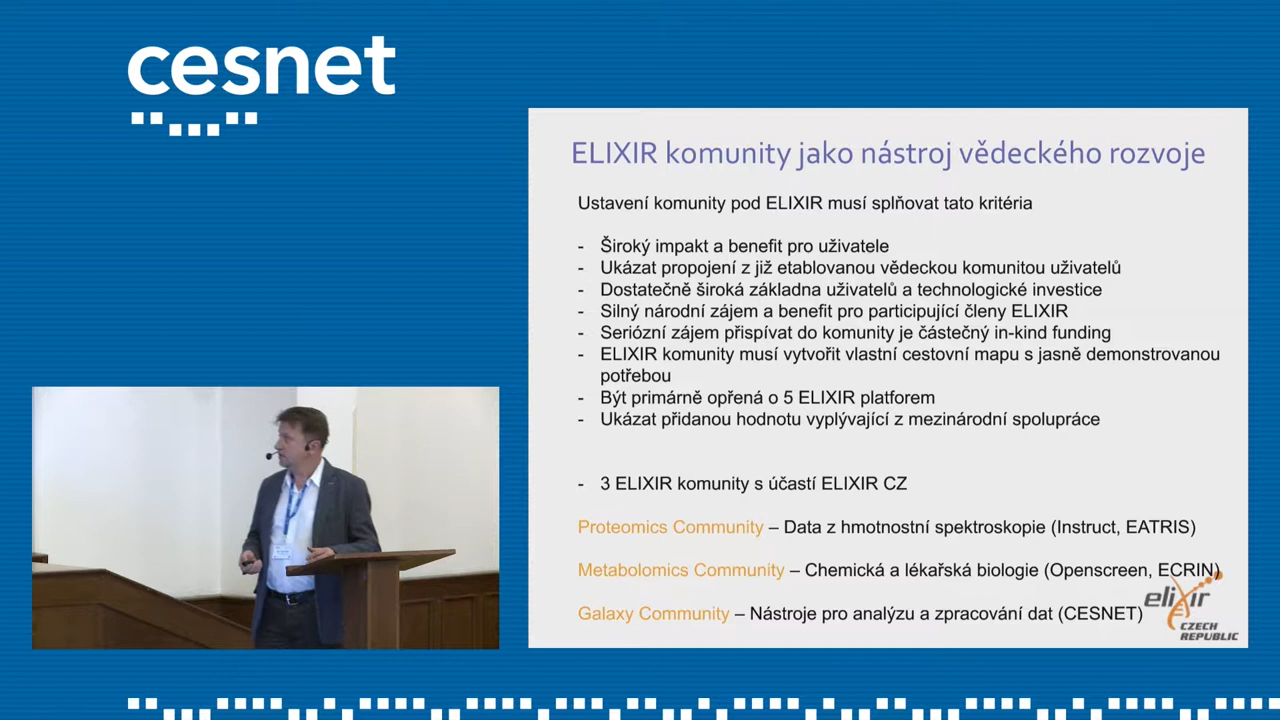 cesnet
ELIXIR komunity jako nástroj vědeckého rozvoje
Ustavení komunity pod ELIXIR musí splňovat tato kritéria
- Široký impakt a benefit pro uživatele
- Ukázat propojení z již etablovanou vědeckou komunitou uživatelů
- Dostatečně široká základna uživatelů a technologické investice
- Silný národní zájem a benefit pro participující členy ELIXIR
- Seriózní zájem přispívat do komunity je částečný in-kind funding
- ELIXIR komunity musí vytvořit vlastní cestovní mapu s jasně demonstrovanou
potřebou
- Být primárně opřená o 5 ELIXIR platforem
- Ukázat přidanou hodnotu vyplývající z mezinárodní spolupráce
- 3 ELIXIR komunity s účastí ELIXIR CZ
Proteomics Community – Data z hmotnostní spektroskopie (Instruct, EATRIS)
Metabolomics Community – Chemická a lékařská biologie (Openscreen, ECRIN)
Galaxy Community – Nástroje pro analýzu a zpracování dat (CESNET)
elixir
CZECH
REPUBLIC